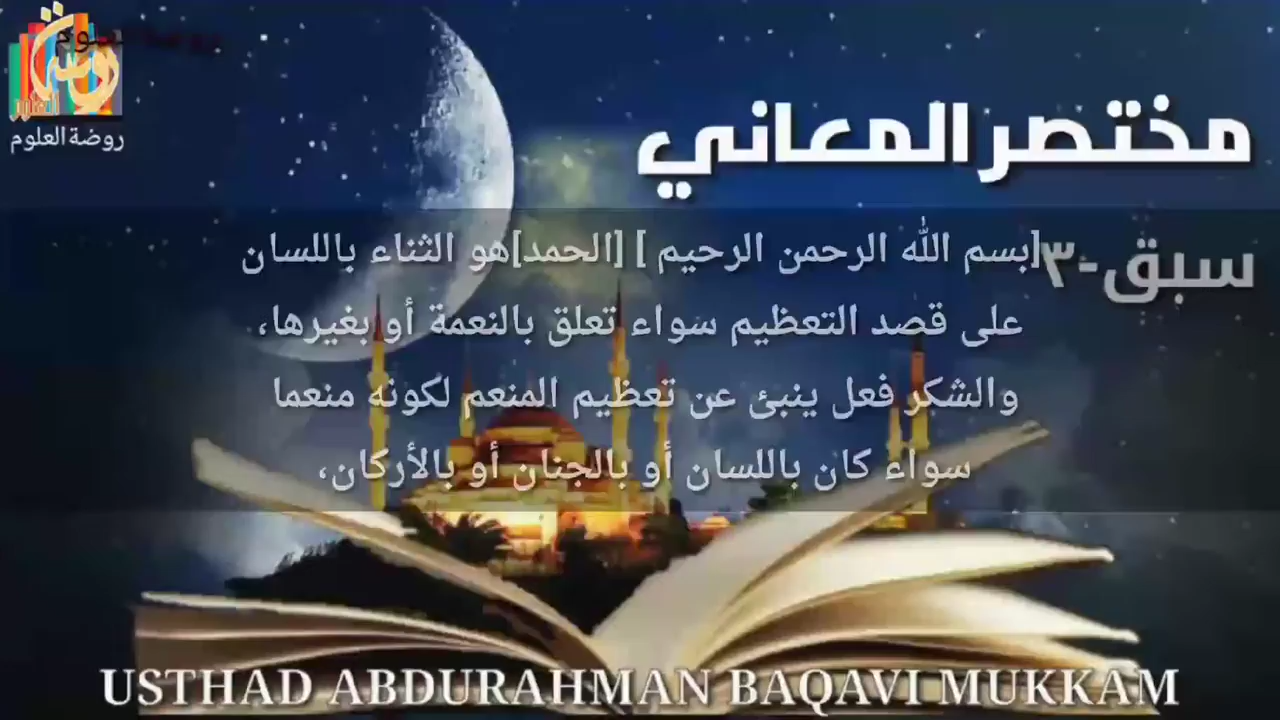 روضة العلوم
مختصر المعاني
سبق-٣
[بسم الله الرحمن الرحيم ] [الحمد]هو الثناء باللسان
على قصد التعظيم سواء تعلق بالنعمة أو بغيرها،
والشكر فعل ينبئ عن تعظيم المنعم لكونه منعما
سواء كان باللسان أو بالجنان أو بالأركان،
USTHAD ABDURAHMAN BAQAVI MUKKAM